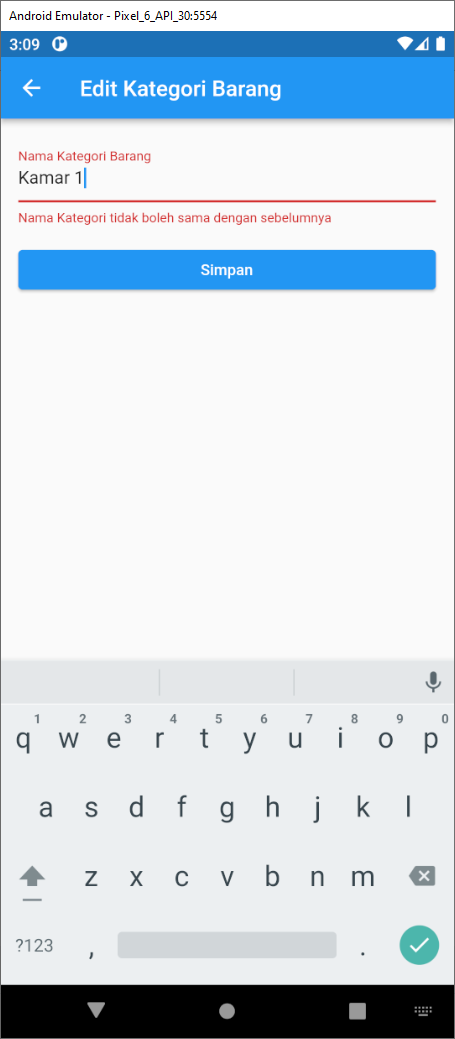 Android Emulator - Pixel_6_API_30:5554
3:09
Edit Kategori Barang
Nama Kategori Barang
Kamar 1
Nama Kategori tidak boleh sama dengan sebelumnya
Simpan
1 2 3 4 5 6 7 8 9 0
q w e r t y u i o p
a s d f g h j k l
z x c v b n m
?123 , .